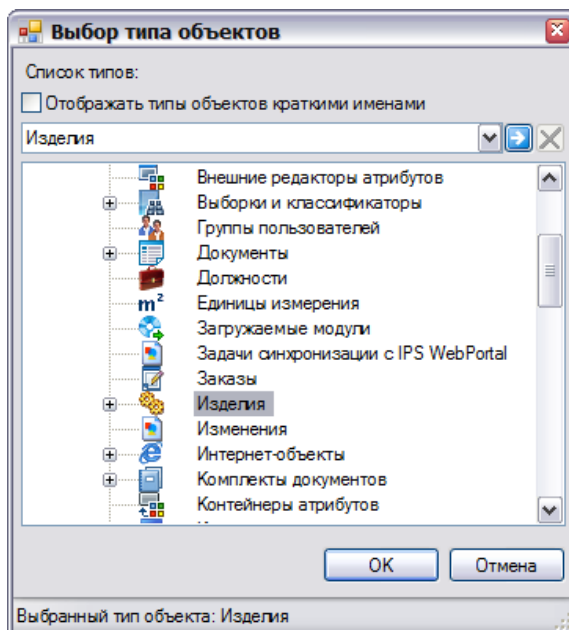 Выбор типа объектов
Список типов:
Отображать типы объектов краткими именами
Изделия
Внешние редакторы атрибутов
Выборки и классификаторы
Группы пользователей
Документы
Должности
m² Единицы измерения
Загружаемые модули
Задачи синхронизации с IPS WebPortal
Заказы
Изделия
Изменения
Интернет-объекты
Комплекты документов
Контейнеры атрибутов
OK Отмена
Выбранный тип объекта: Изделия